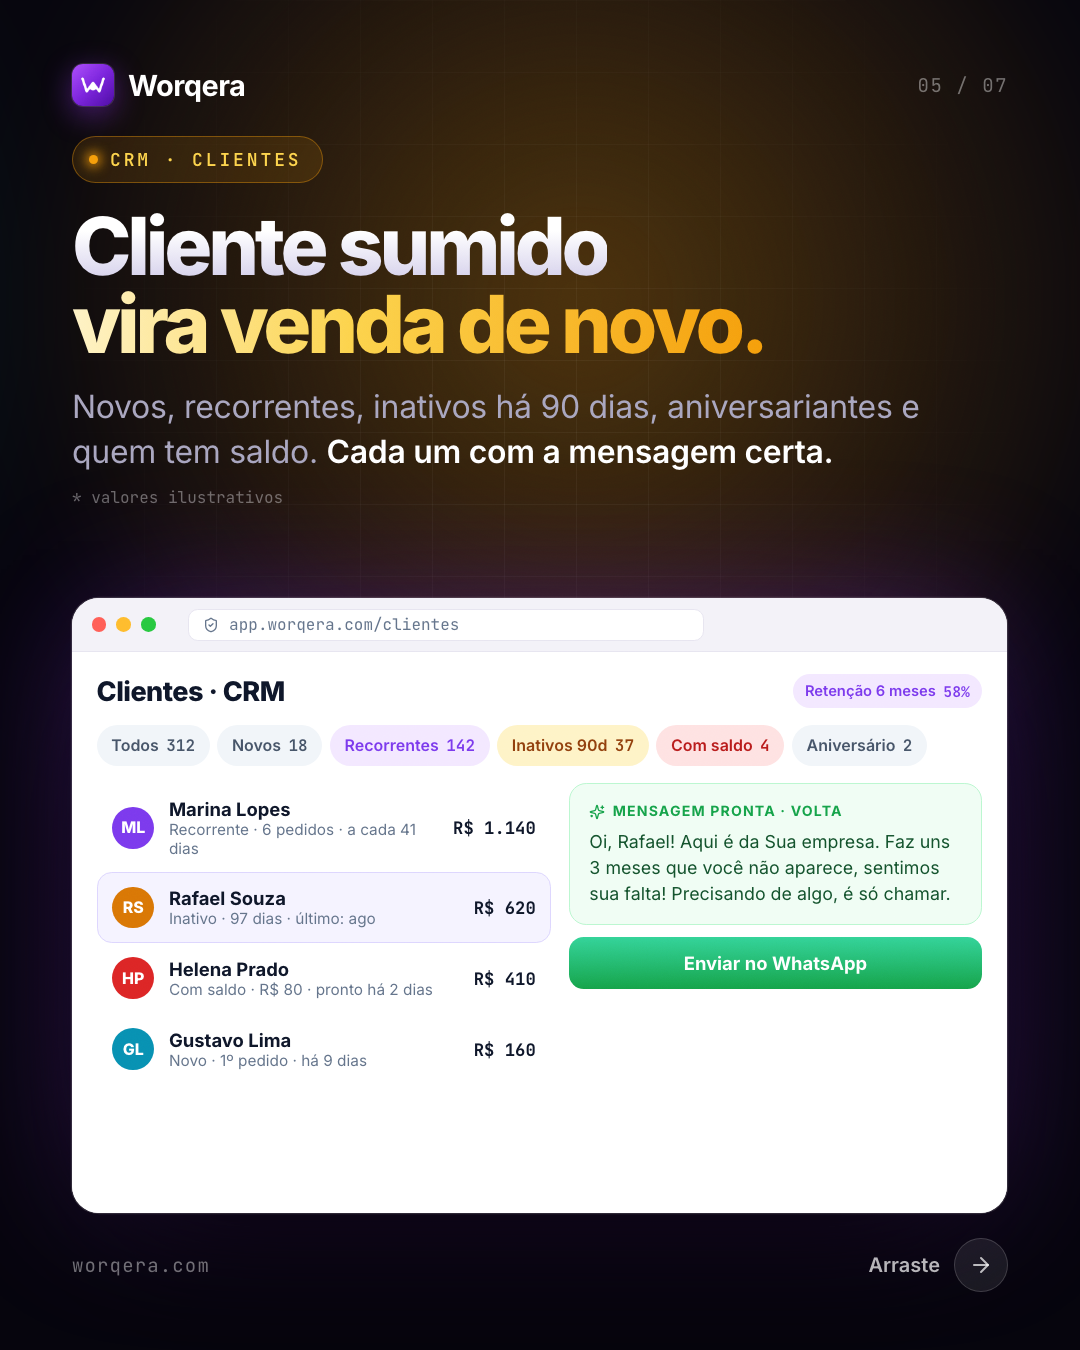 Worqera
05 / 07
CRM · CLIENTES
Cliente sumido
vira venda de novo.
Novos, recorrentes, inativos há 90 dias, aniversariantes e
quem tem saldo. Cada um com a mensagem certa.
* valores ilustrativos
app.worqera.com/clientes
Clientes · CRM
Retenção 6 meses 58%
Todos 312
Novos 18
Recorrentes 142
Inativos 90d 37
Com saldo 4
Aniversário 2
ML
Marina Lopes
Recorrente · 6 pedidos · a cada 41
dias
R$ 1.140
RS
Rafael Souza
Inativo · 97 dias · último: ago
R$ 620
HP
Helena Prado
Com saldo · R$ 80 · pronto há 2 dias
R$ 410
GL
Gustavo Lima
Novo · 1º pedido · há 9 dias
R$ 160
MENSAGEM PRONTA · VOLTA
Oi, Rafael! Aqui é da Sua empresa. Faz uns
3 meses que você não aparece, sentimos
sua falta! Precisando de algo, é só chamar.
Enviar no WhatsApp
worqera.com
Arraste